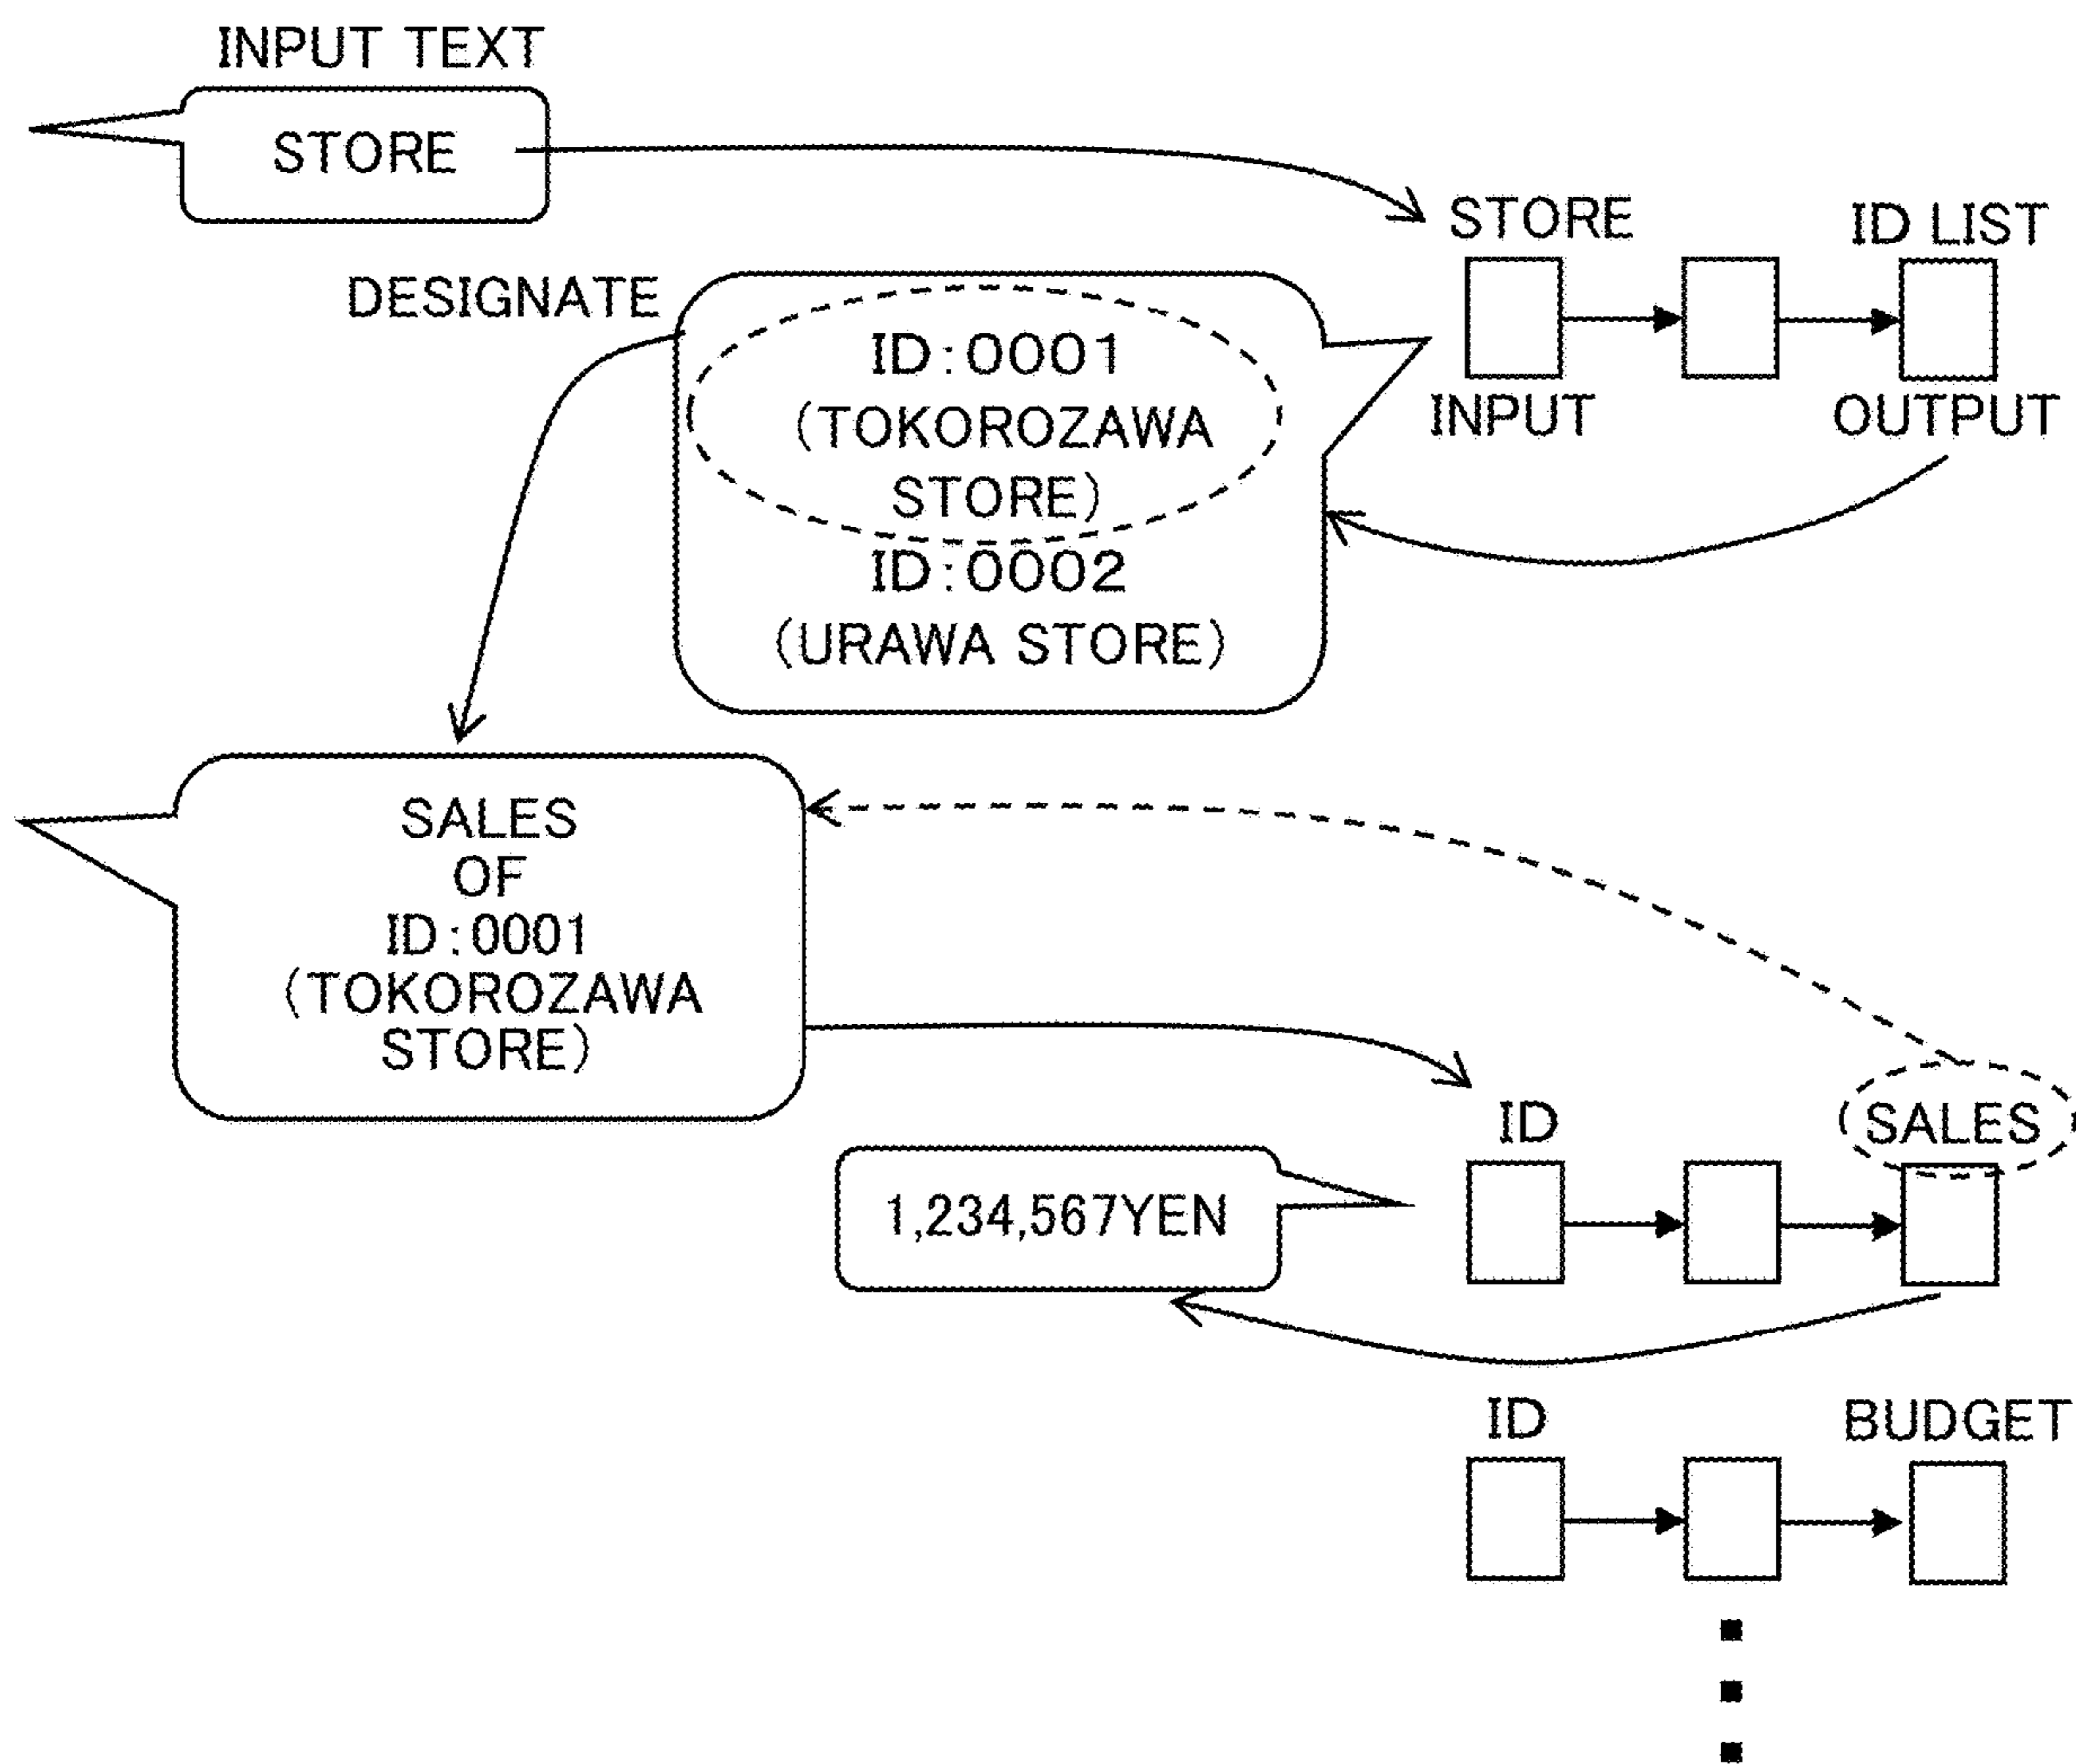 INPUT TEXT
STORE
STORE
ID LIST
INPUT
OUTPUT
DESIGNATE
ID:0001
(TOKOROZAWA
STORE)
ID:0002
(URAWA STORE)
SALES
OF
ID:0001
(TOKOROZAWA
STORE)
ID
SALES
1,234,567YEN
ID
BUDGET